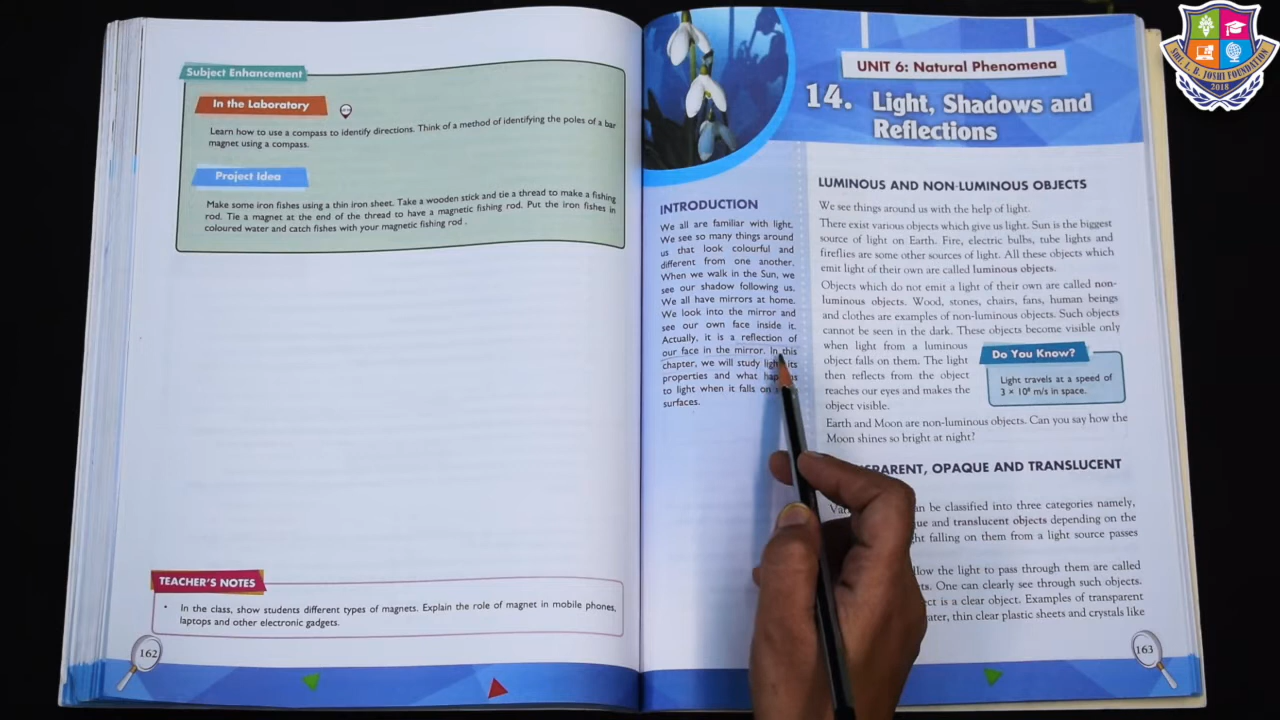 Subject Enhancement
In the Laboratory
Learn how to use a compass to identify directions. Think of a method of identifying the poles of a bar
magnet using a compass.
Project Idea
Make some iron fishes using a thin iron sheet. Take a wooden stick and tie a thread to make a fishing
rod. Tie a magnet at the end of the thread to have a magnetic fishing rod. Put the iron fishes in
coloured water and catch fishes with your magnetic fishing rod .
TEACHER'S NOTES
• In the class, show students different types of magnets. Explain the role of magnet in mobile phones,
laptops and other electronic gadgets.
162
UNIT 6: Natural Phenomena
14. Light, Shadows and
Reflections
INTRODUCTION
We all are familiar with light.
We see so many things around
us that look colourful and
different from one another.
When we walk in the Sun, we
see our shadow following us.
We all have mirrors at home.
We look into the mirror and
see our own face inside it.
Actually, it is a reflection of
our face in the mirror. In this
chapter, we will study light, its
properties and what happens
to light when it falls on
surfaces.
LUMINOUS AND NON-LUMINOUS OBJECTS
We see things around us with the help of light.
There exist various objects which give us light. Sun is the biggest
source of light on Earth. Fire, electric bulbs, tube lights and
fireflies are some other sources of light. All these objects which
emit light of their own are called luminous objects.
Objects which do not emit a light of their own are called non-
luminous objects. Wood, stones, chairs, fans, human beings
and clothes are examples of non-luminous objects. Such objects
cannot be seen in the dark. These objects become visible only
when light from a luminous
object falls on them. The light
then reflects from the object
reaches our eyes and makes the
object visible.
Do You Know?
Light travels at a speed of
3 × 10⁸ m/s in space.
Earth and Moon are non-luminous objects. Can you say how the
Moon shines so bright at night?
PARENT, OPAQUE AND TRANSLUCENT
an be classified into three categories namely,
que and translucent objects depending on the
ht falling on them from a light source passes
llow the light to pass through them are called
ts. One can clearly see through such objects.
ect is a clear object. Examples of transparent
ater, thin clear plastic sheets and crystals like
163
SHRI. L. B. JOSHI FOUNDATION
2018